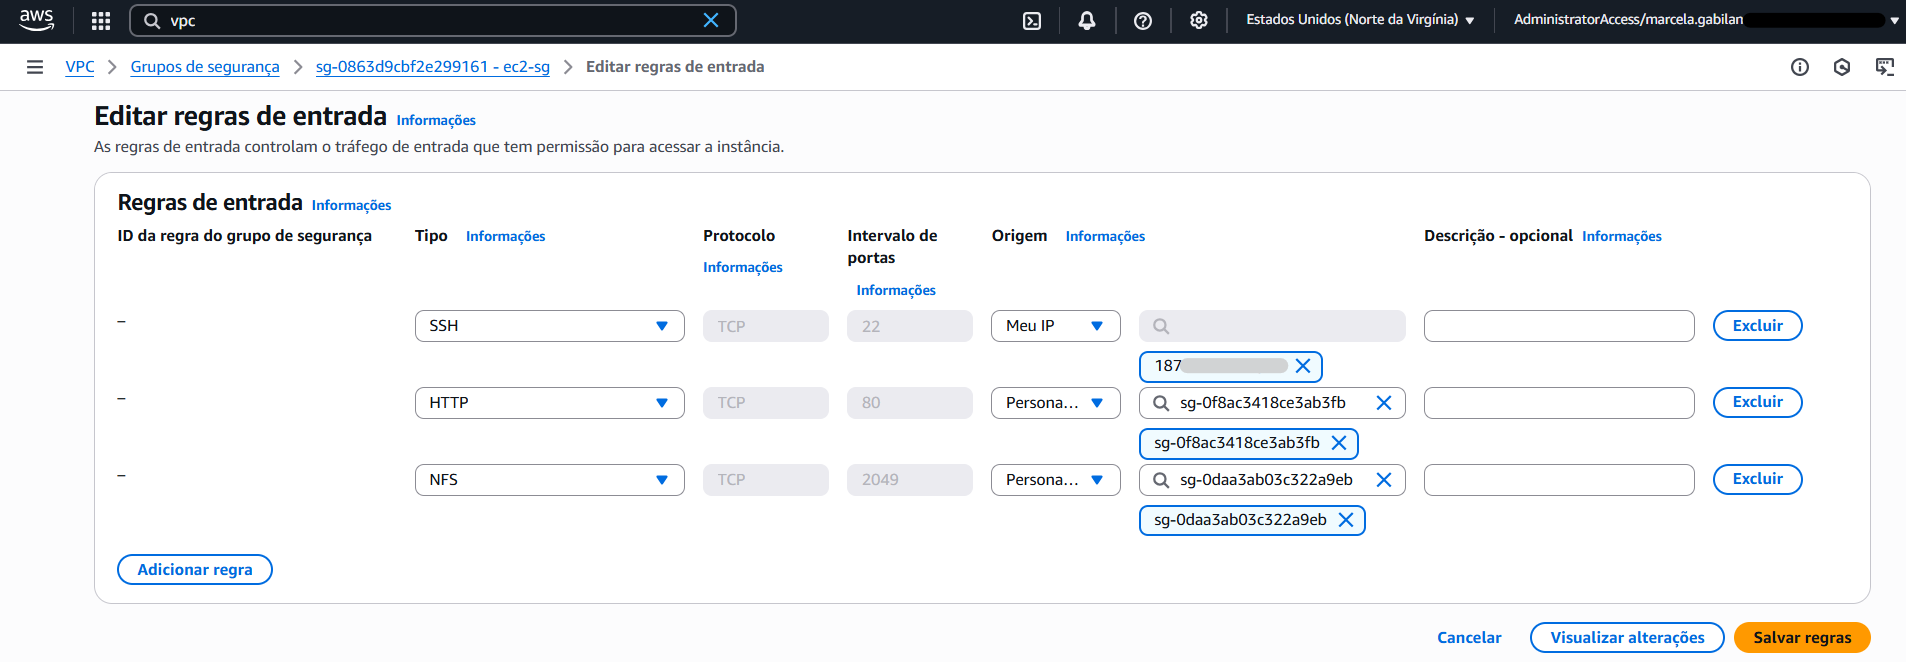 aws
vpc
Estados Unidos (Norte da Virgínia)
AdministratorAccess/marcela.gabilan
VPC > Grupos de segurança > sg-0863d9cbf2e299161 - ec2-sg > Editar regras de entrada
Editar regras de entrada Informações
As regras de entrada controlam o tráfego de entrada que tem permissão para acessar a instância.
Regras de entrada Informações
ID da regra do grupo de segurança
Tipo Informações
Protocolo
Informações
Intervalo de
portas
Informações
Origem Informações
Descrição - opcional Informações
– SSH TCP 22 Meu IP Excluir
187
– HTTP TCP 80 Persona... sg-0f8ac3418ce3ab3fb Excluir
sg-0f8ac3418ce3ab3fb
– NFS TCP 2049 Persona... sg-0daa3ab03c322a9eb Excluir
sg-0daa3ab03c322a9eb
Adicionar regra
Cancelar Visualizar alterações Salvar regras